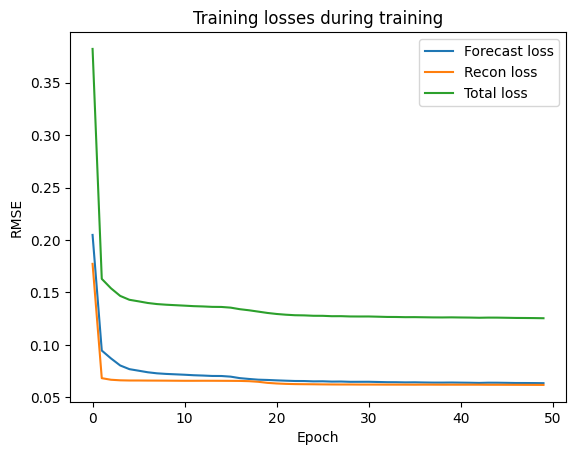 Training losses during training
Forecast loss
Recon loss
Total loss
RMSE
0.35
0.30
0.25
0.20
0.15
0.10
0.05
0 10 20 30 40 50
Epoch